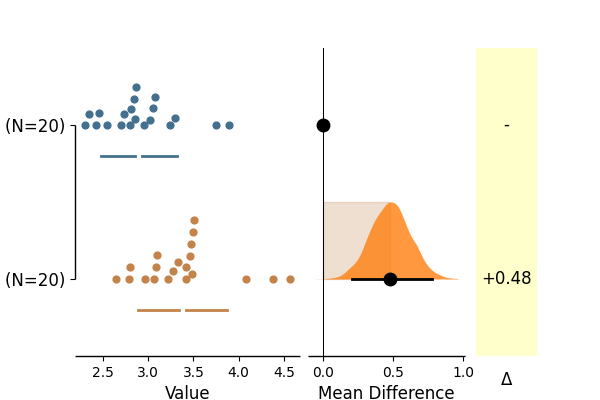 (N=20)
-
(N=20)
+0.48
2.5 3.0 3.5 4.0 4.5
0.0 0.5 1.0
Value
Mean Difference
Δ